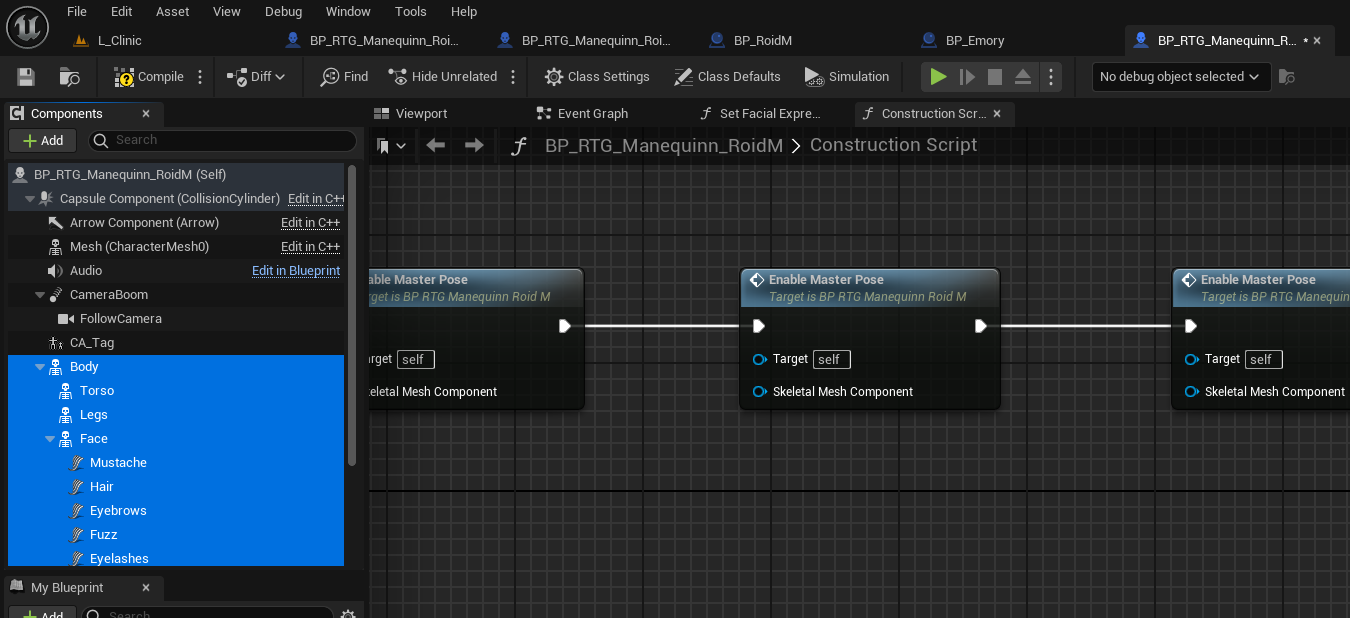 File Edit Asset View Debug Window Tools Help
L_Clinic BP_RTG_Manequinn_Roi... BP_RTG_Manequinn_Roi... BP_RoidM BP_Emory BP_RTG_Manequinn_R... *
Compile Diff Find Hide Unrelated Class Settings Class Defaults Simulation No debug object selected
Components
Viewport Event Graph Set Facial Expre... Construction Scr...
Add Search
BP_RTG_Manequinn_RoidM > Construction Script
BP_RTG_Manequinn_RoidM (Self)
Capsule Component (CollisionCylinder) Edit in C++
Arrow Component (Arrow) Edit in C++
Mesh (CharacterMesh0) Edit in C++
Audio Edit in Blueprint
CameraBoom
FollowCamera
CA_Tag
Body
Torso
Legs
Face
Mustache
Hair
Eyebrows
Fuzz
Eyelashes
able Master Pose
rget is BP RTG Manequinn Roid M
arget self
keletal Mesh Component
Enable Master Pose
Target is BP RTG Manequinn Roid M
Target self
Skeletal Mesh Component
Enable Master Pose
Target is BP RTG Manequinn
Target self
Skeletal Mesh Component
My Blueprint
Add Search